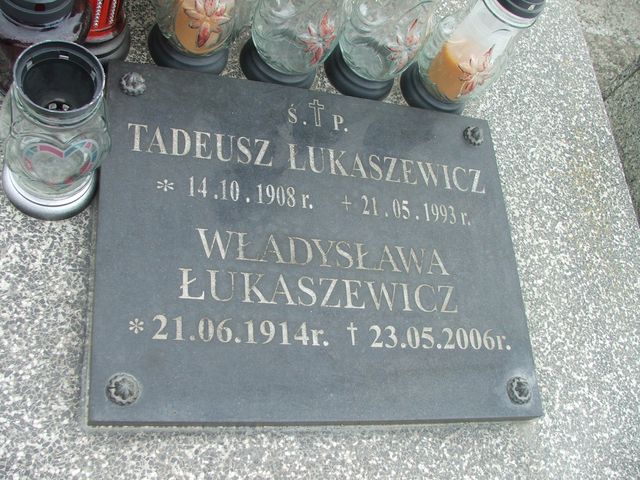 Ś. † P.
TADEUSZ ŁUKASZEWICZ
* 14.10.1908 r. + 21.05.1993 r.
WŁADYSŁAWA
ŁUKASZEWICZ
* 21.06.1914r. † 23.05.2006r.